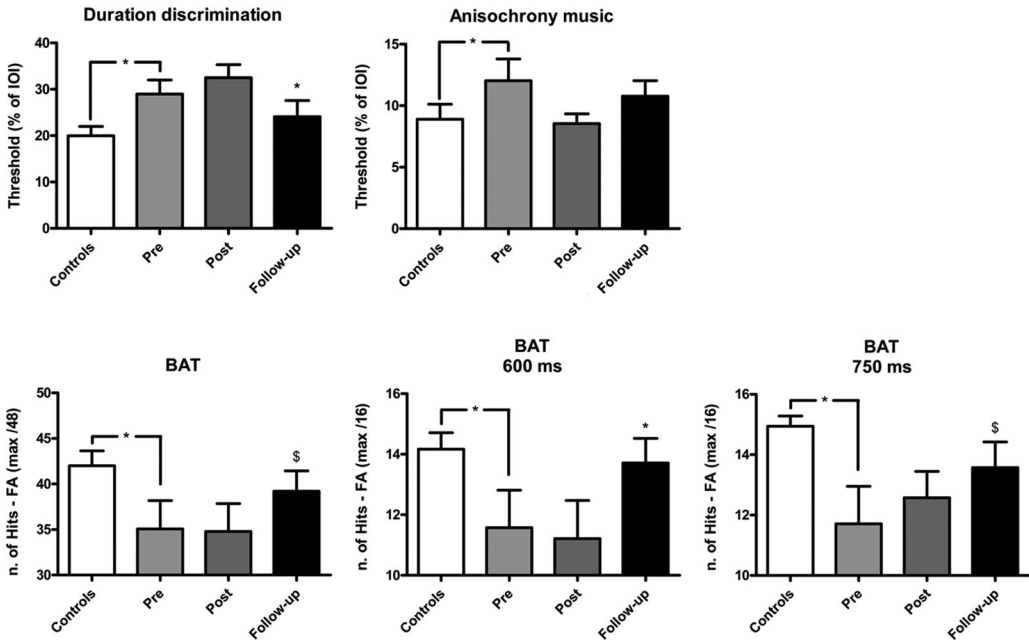 Duration discrimination
Threshold (% of IOI)
40
30
20
10
0
*
*
Controls
Pre
Post
Follow-up
Anisochrony music
Threshold (% of IOI)
15
10
5
0
*
Controls
Pre
Post
Follow-up
BAT
n. of Hits - FA (max /48)
50
45
40
35
30
*
$
Controls
Pre
Post
Follow-up
BAT
600 ms
n. of Hits - FA (max /16)
16
14
12
10
*
*
Controls
Pre
Post
Follow-up
BAT
750 ms
n. of Hits - FA (max /16)
16
14
12
10
*
$
Controls
Pre
Post
Follow-up